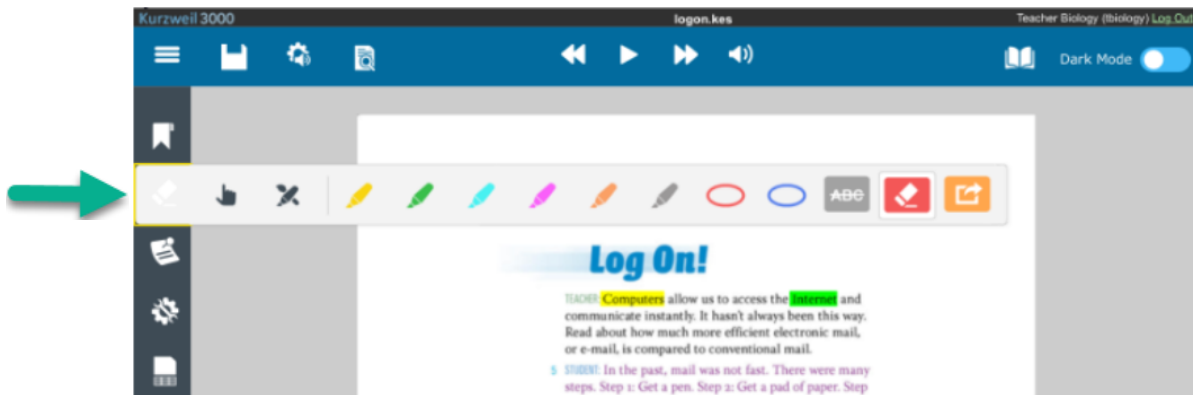 Kurzweil 3000 logon.kes Teacher Biology (tbiology) Log Out
Dark Mode
ABC
Log On!
TEACHER: Computers allow us to access the Internet and
communicate instantly. It hasn't always been this way.
Read about how much more efficient electronic mail,
or e-mail, is compared to conventional mail.
5 STUDENT: In the past, mail was not fast. There were many
steps. Step 1: Get a pen. Step 2: Get a pad of paper. Step